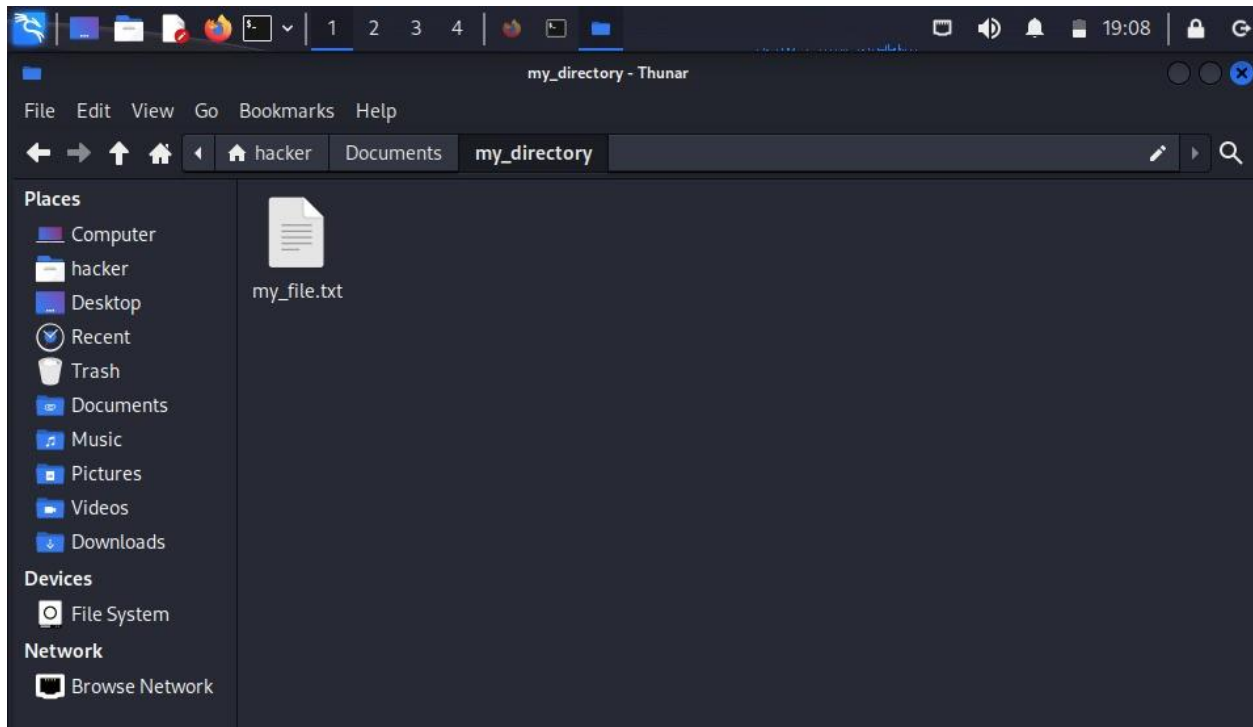 1 2 3 4 19:08
my_directory - Thunar
File Edit View Go Bookmarks Help
hacker Documents my_directory
Places
Computer
hacker
Desktop
Recent
Trash
Documents
Music
Pictures
Videos
Downloads
Devices
File System
Network
Browse Network
my_file.txt